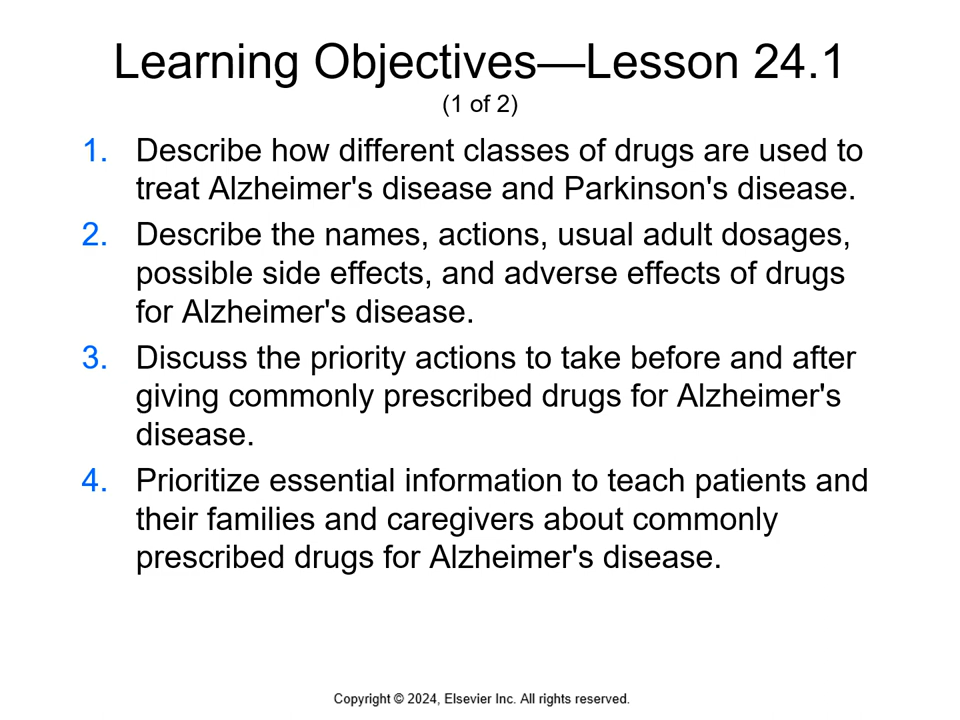 Learning Objectives—Lesson 24.1
(1 of 2)
1. Describe how different classes of drugs are used to
treat Alzheimer's disease and Parkinson's disease.
2. Describe the names, actions, usual adult dosages,
possible side effects, and adverse effects of drugs
for Alzheimer's disease.
3. Discuss the priority actions to take before and after
giving commonly prescribed drugs for Alzheimer's
disease.
4. Prioritize essential information to teach patients and
their families and caregivers about commonly
prescribed drugs for Alzheimer's disease.
Copyright © 2024, Elsevier Inc. All rights reserved.